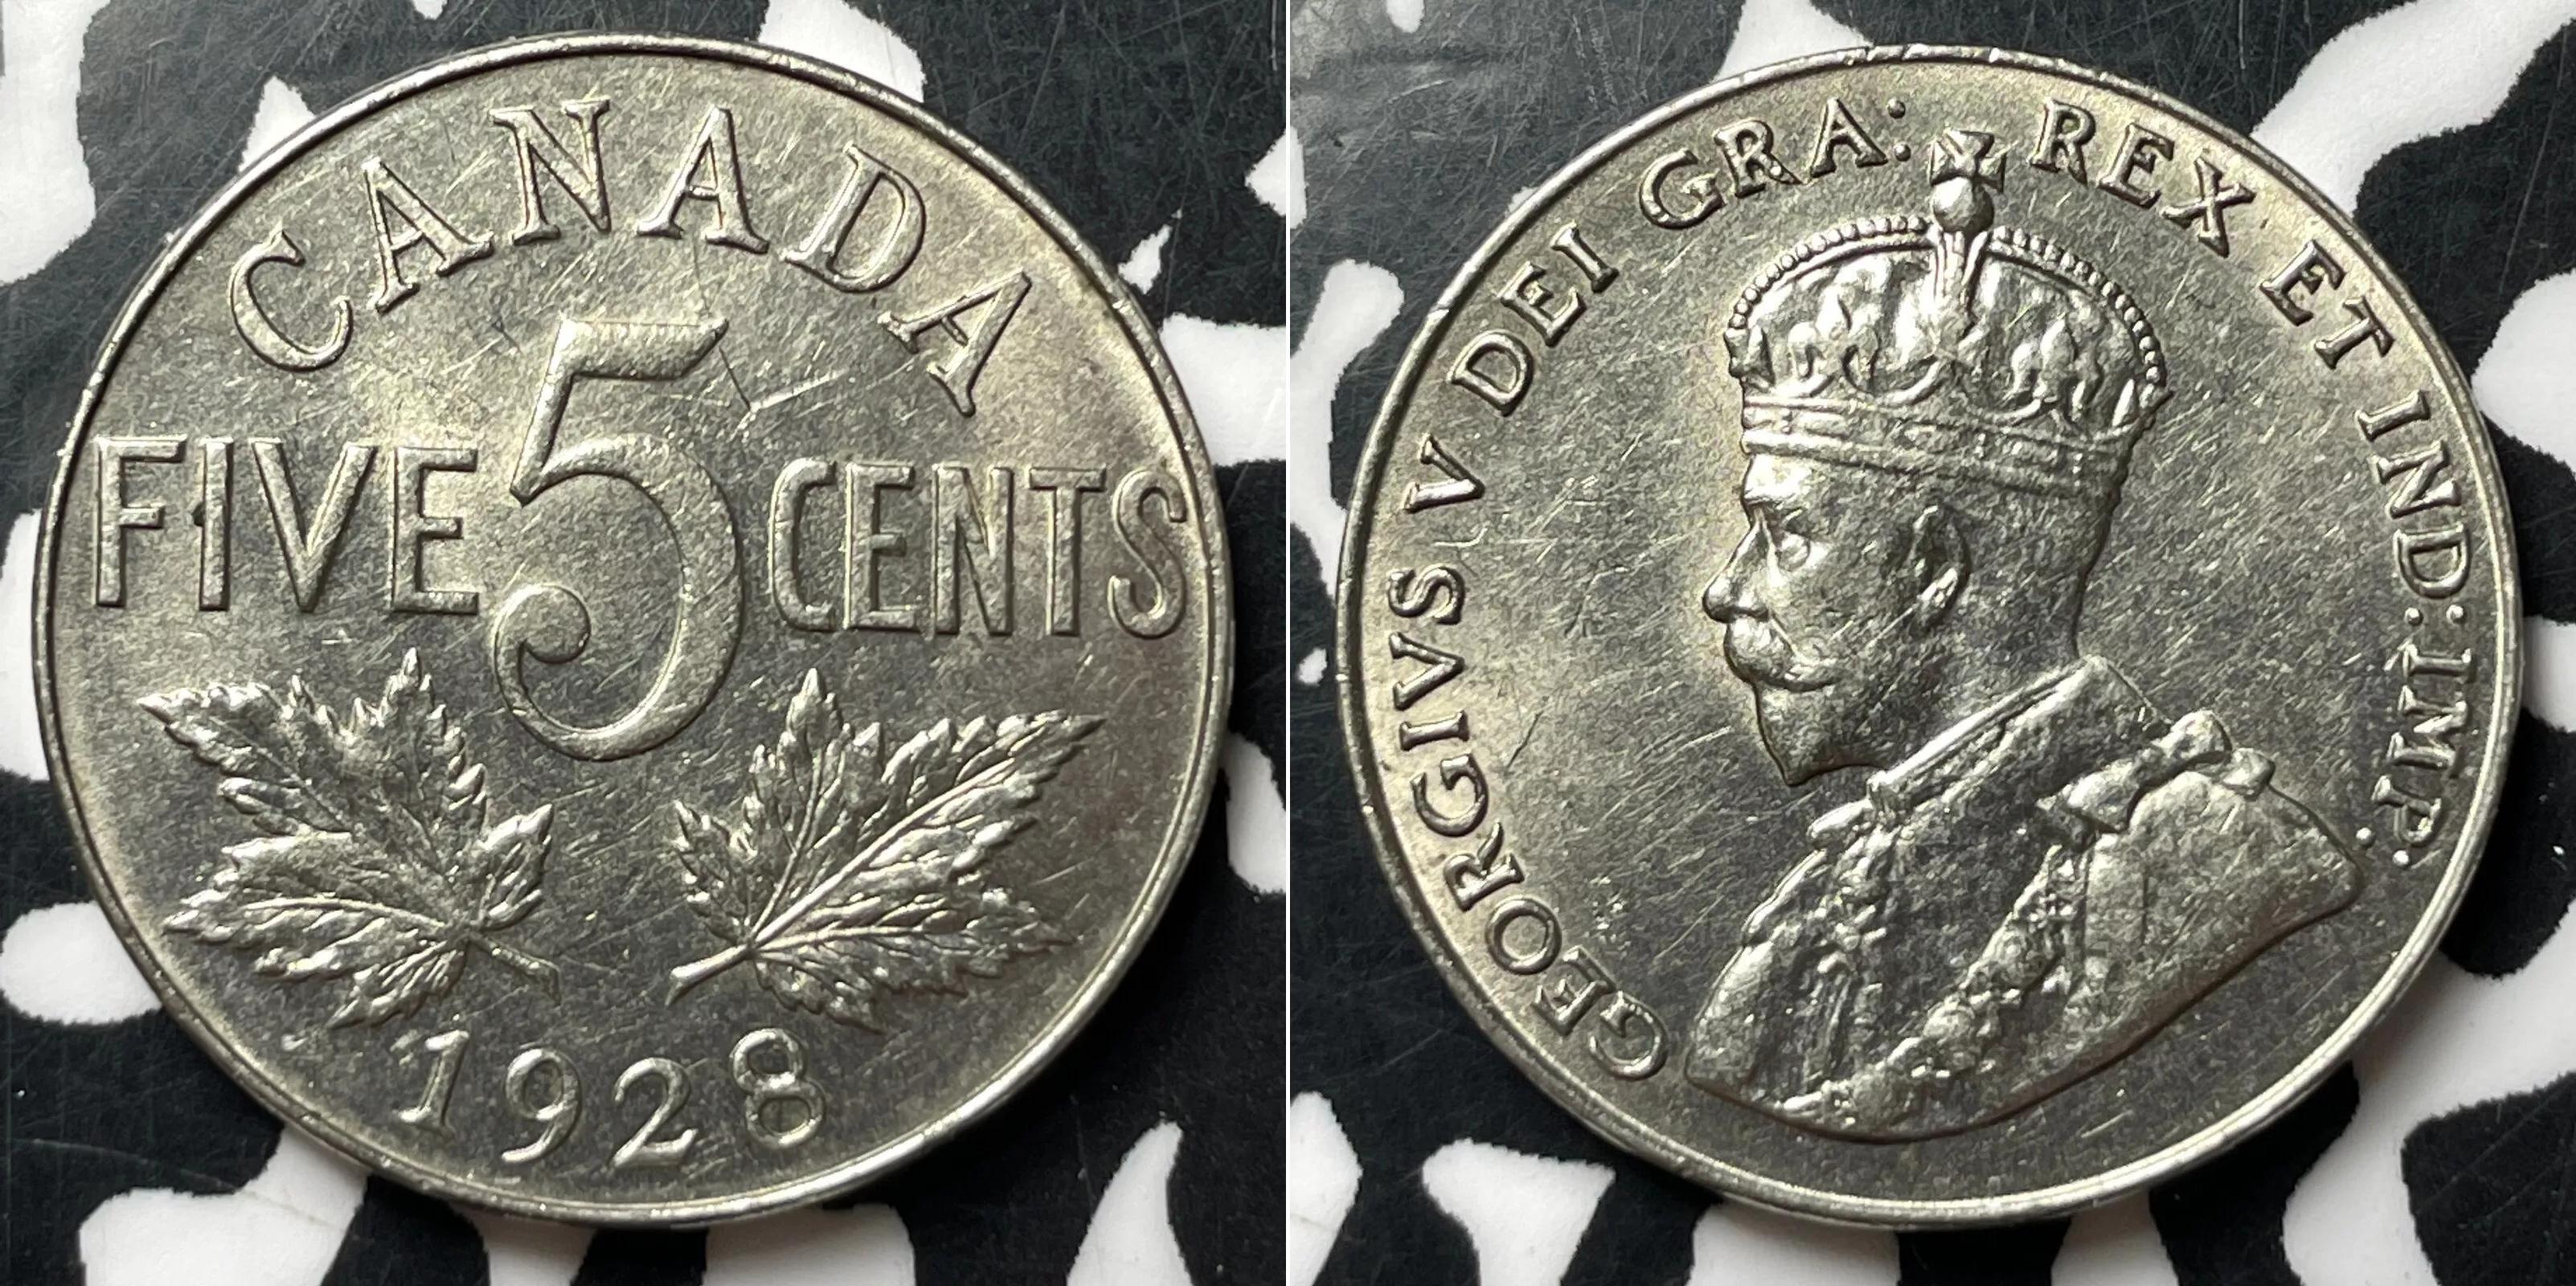 CANADA
FIVE 5 CENTS
1928
GEORGIVS V DEI GRA: REX ET IND: IMP: